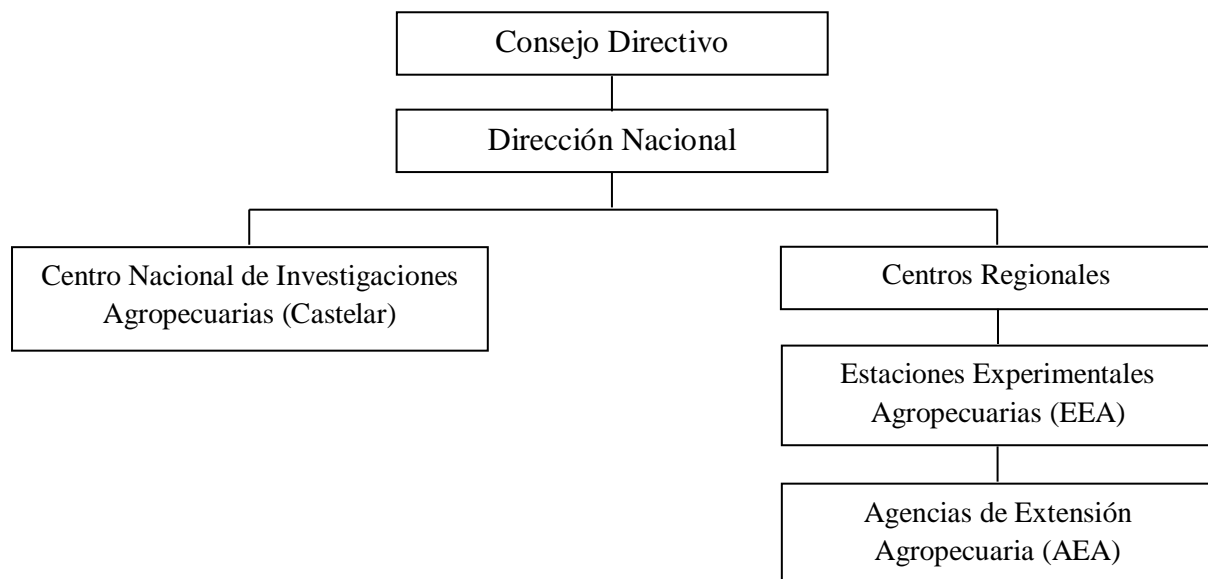 Consejo Directivo
Dirección Nacional
Centro Nacional de Investigaciones
Agropecuarias (Castelar)
Centros Regionales
Estaciones Experimentales
Agropecuarias (EEA)
Agencias de Extensión
Agropecuaria (AEA)